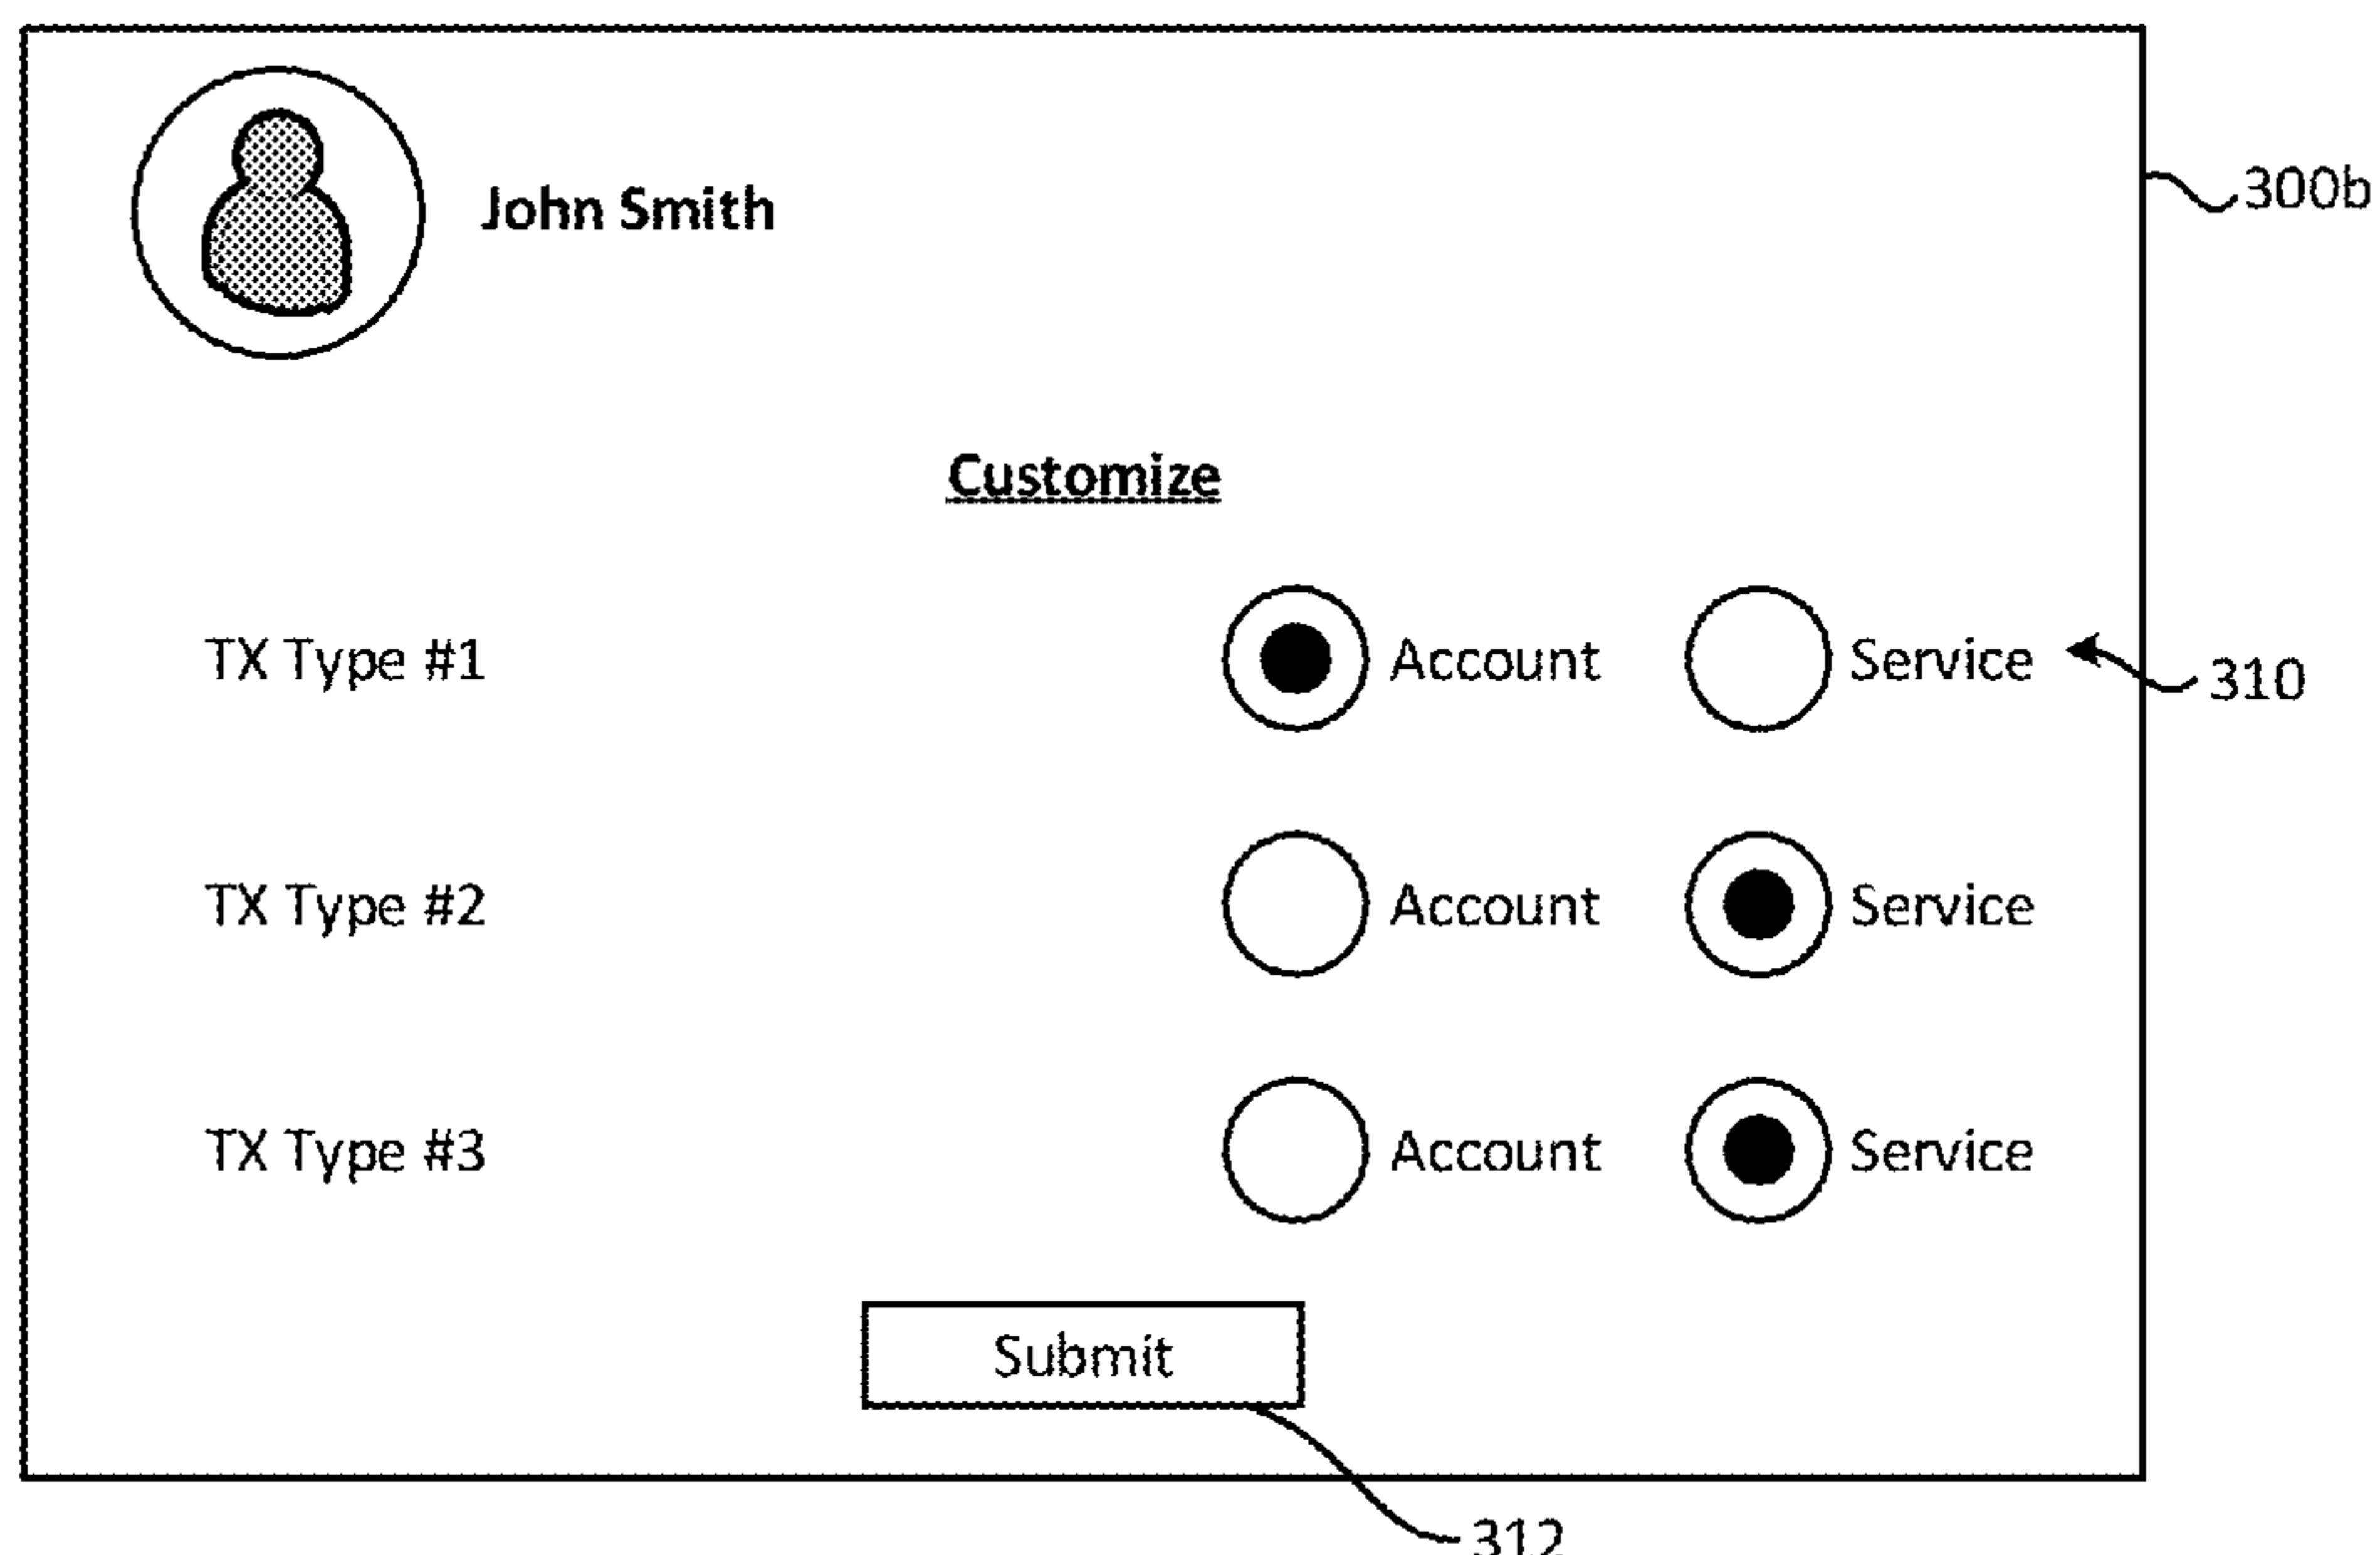 John Smith
300b
Customize
TX Type #1 Account Service
310
TX Type #2 Account Service
TX Type #3 Account Service
Submit
312